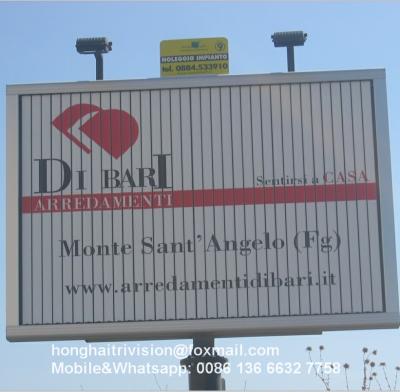 NOLEGGIO IMPIANTO
tel. 0884.533910
DI BARI
Sentirsi a CASA
ARREDAMENTI
Monte Sant'Angelo (Fg)
www.arredamentidibari.it
honghaitrivision@foxmail.com
Mobile&Whatsapp: 0086 136 6632 7758